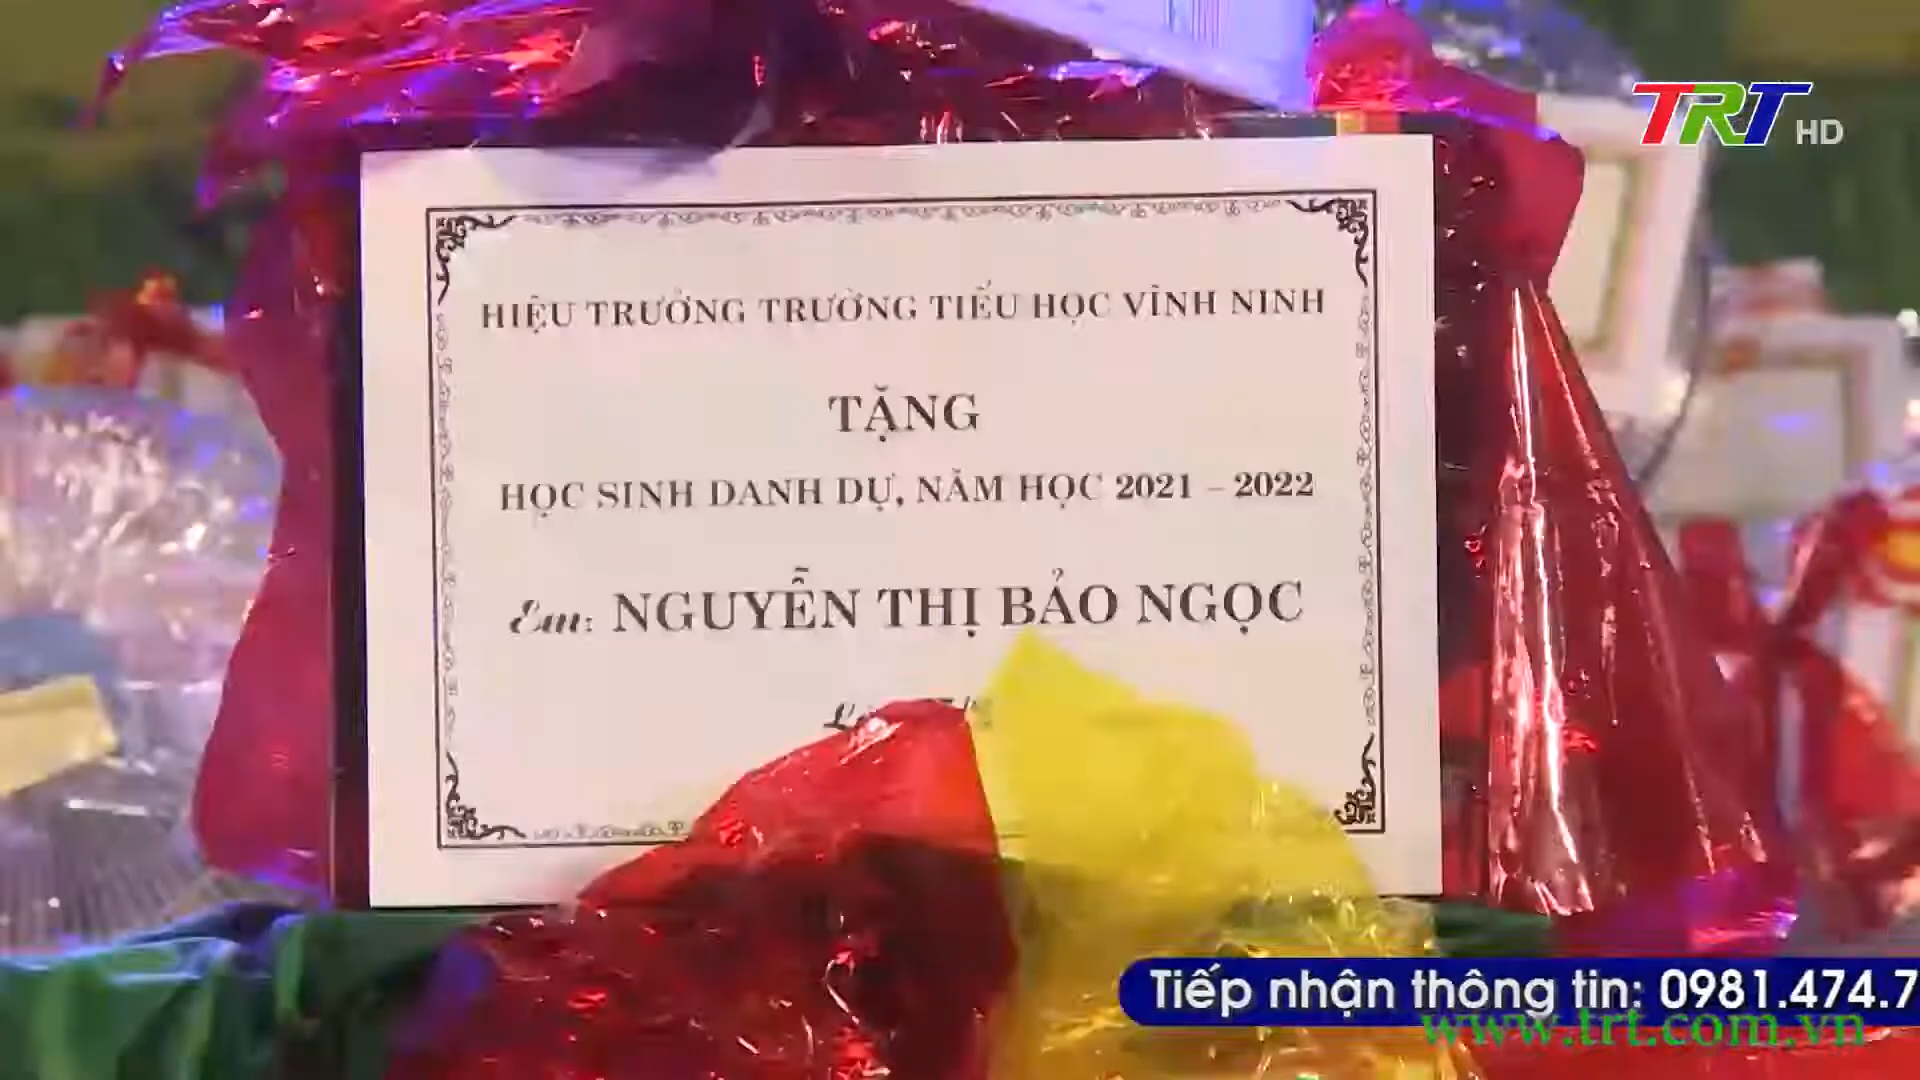 TRT HD
HIỆU TRƯỞNG TRƯỜNG TIỂU HỌC VĨNH NINH
TẶNG
HỌC SINH DANH DỰ, NĂM HỌC 2021 - 2022
Em: NGUYỄN THỊ BẢO NGỌC
Tiếp nhận thông tin: 0981.474.7
www.trt.com.vn